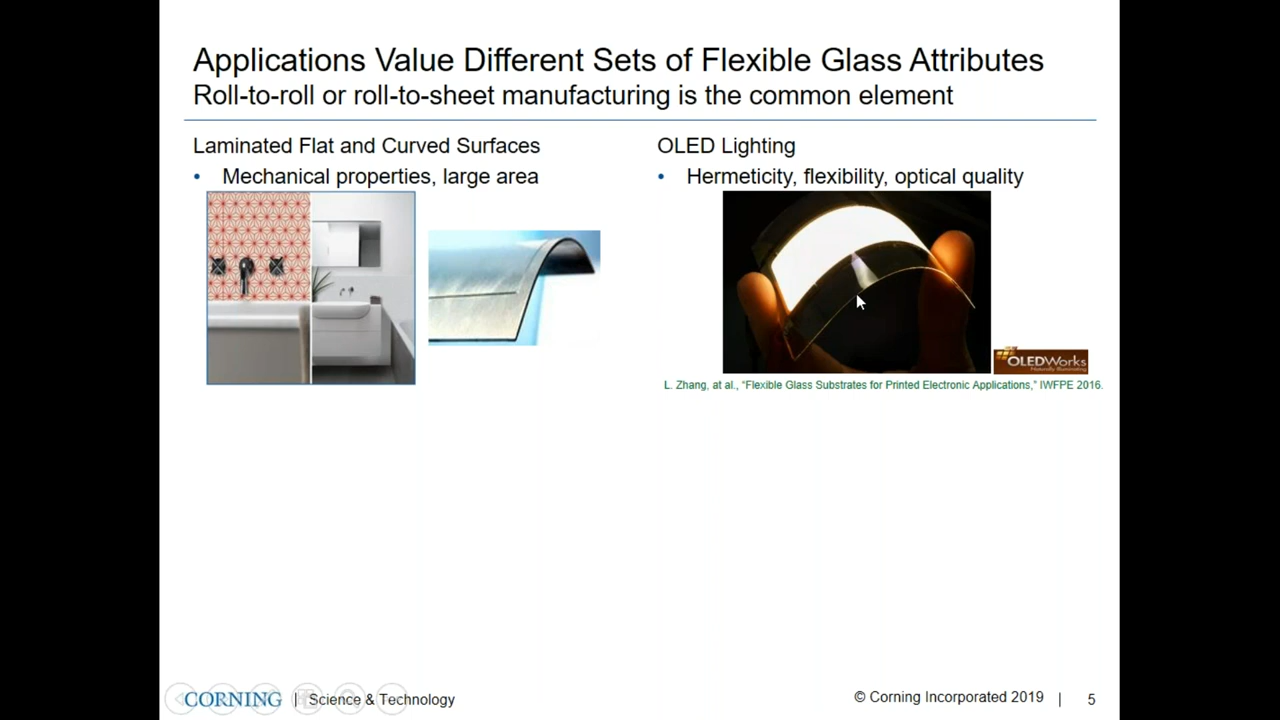 Applications Value Different Sets of Flexible Glass Attributes
Roll-to-roll or roll-to-sheet manufacturing is the common element
Laminated Flat and Curved Surfaces
• Mechanical properties, large area
OLED Lighting
• Hermeticity, flexibility, optical quality
OLEDWorks
Naturally Illuminating
L. Zhang, at al., “Flexible Glass Substrates for Printed Electronic Applications,” IWFPE 2016.
CORNING | Science & Technology
© Corning Incorporated 2019 | 5